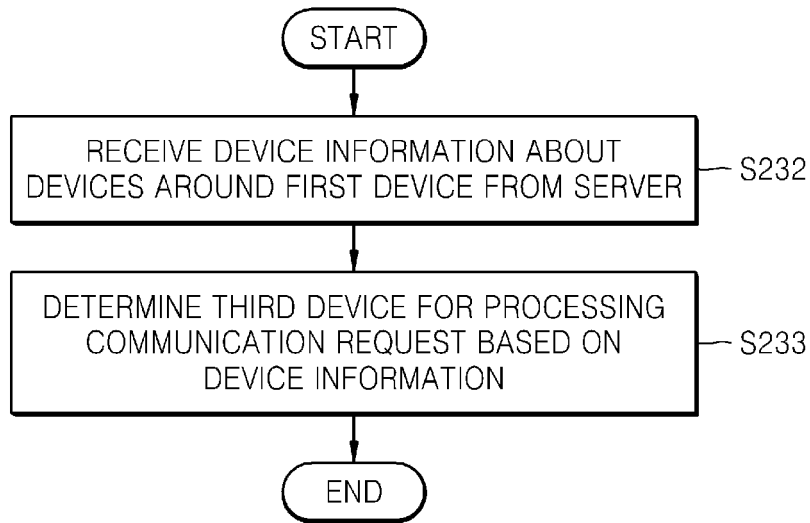 START
RECEIVE DEVICE INFORMATION ABOUT
DEVICES AROUND FIRST DEVICE FROM SERVER
S232
DETERMINE THIRD DEVICE FOR PROCESSING
COMMUNICATION REQUEST BASED ON
DEVICE INFORMATION
S233
END